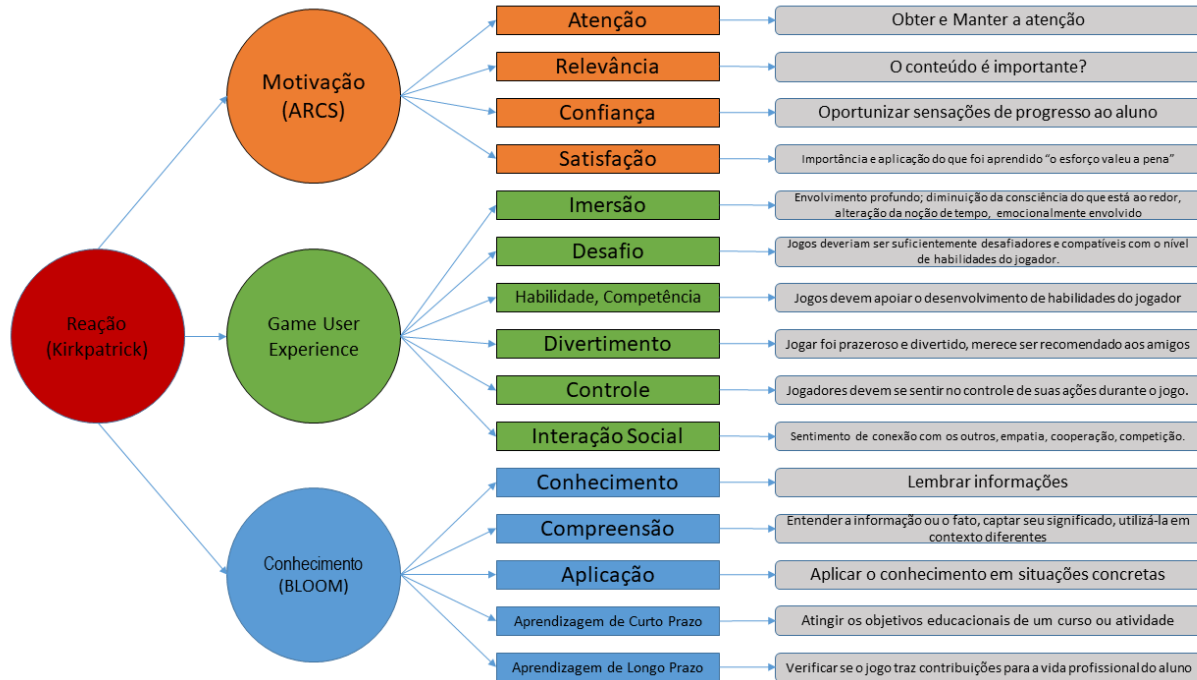 Reação
(Kirkpatrick)
Motivação
(ARCS)
Atenção
Obter e Manter a atenção
Relevância
O conteúdo é importante?
Confiança
Oportunizar sensações de progresso ao aluno
Satisfação
Importância e aplicação do que foi aprendido “o esforço valeu a pena”
Game User
Experience
Imersão
Envolvimento profundo; diminuição da consciência do que está ao redor,
alteração da noção de tempo, emocionalmente envolvido
Desafio
Jogos deveriam ser suficientemente desafiadores e compatíveis com o nível
de habilidades do jogador.
Habilidade, Competência
Jogos devem apoiar o desenvolvimento de habilidades do jogador
Divertimento
Jogar foi prazeroso e divertido, merece ser recomendado aos amigos
Controle
Jogadores devem se sentir no controle de suas ações durante o jogo.
Interação Social
Sentimento de conexão com os outros, empatia, cooperação, competição.
Conhecimento
(BLOOM)
Conhecimento
Lembrar informações
Compreensão
Entender a informação ou o fato, captar seu significado, utilizá-la em
contexto diferentes
Aplicação
Aplicar o conhecimento em situações concretas
Aprendizagem de Curto Prazo
Atingir os objetivos educacionais de um curso ou atividade
Aprendizagem de Longo Prazo
Verificar se o jogo traz contribuições para a vida profissional do aluno